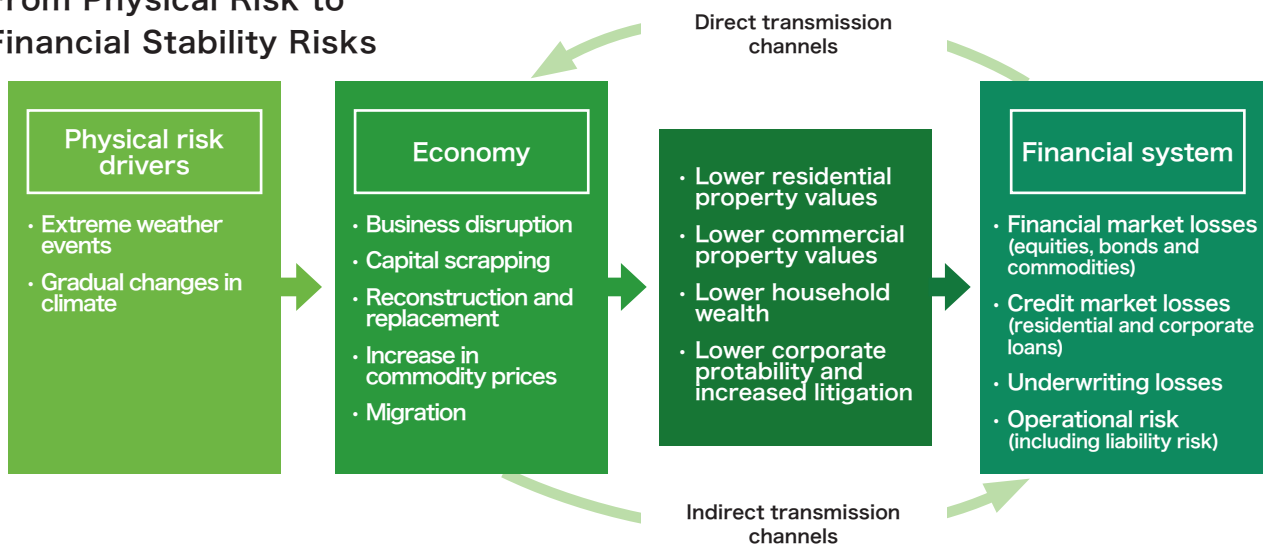 From Physical Risk to
Financial Stability Risks
Direct transmission
channels
Physical risk
drivers
· Extreme weather
events
· Gradual changes in
climate
Economy
· Business disruption
· Capital scrapping
· Reconstruction and
replacement
· Increase in
commodity prices
· Migration
· Lower residential
property values
· Lower commercial
property values
· Lower household
wealth
· Lower corporate
protability and
increased litigation
Financial system
· Financial market losses
(equities, bonds and
commodities)
· Credit market losses
(residential and corporate
loans)
· Underwriting losses
· Operational risk
(including liability risk)
Indirect transmission
channels